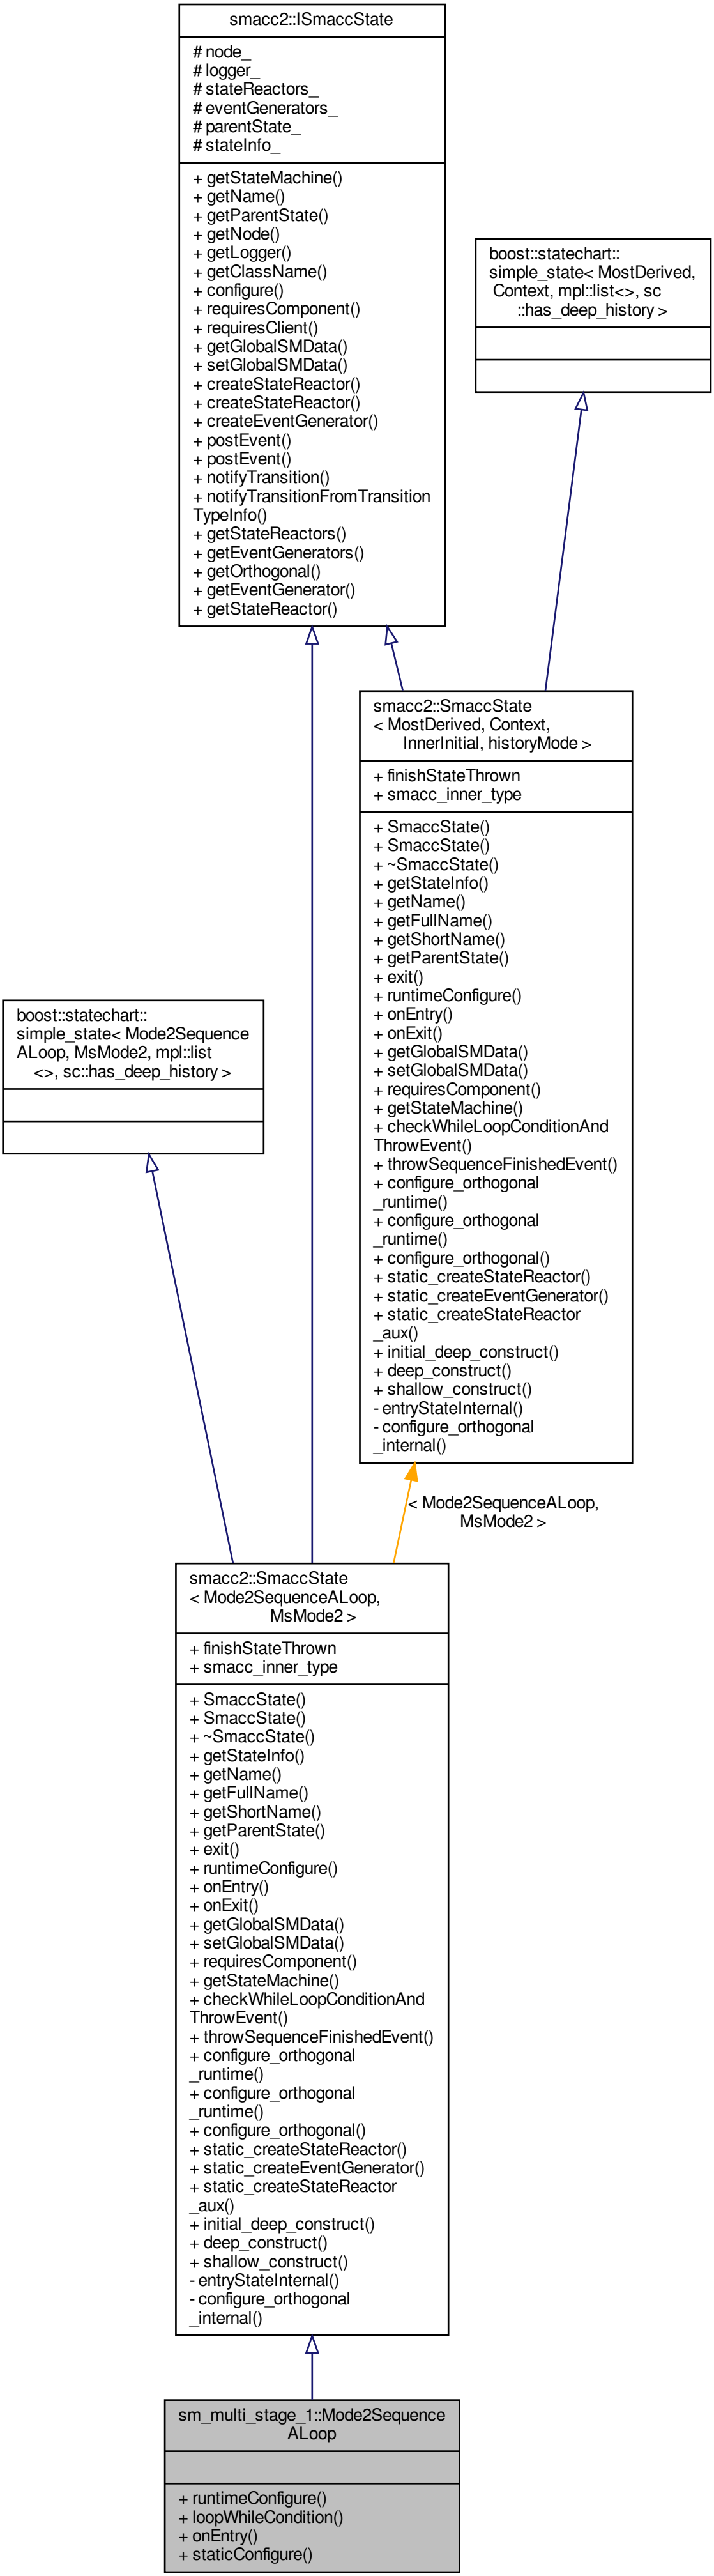 smacc2::ISmaccState
# node_
# logger_
# stateReactors_
# eventGenerators_
# parentState_
# stateInfo_
+ getStateMachine()
+ getName()
+ getParentState()
+ getNode()
+ getLogger()
+ getClassName()
+ configure()
+ requiresComponent()
+ requiresClient()
+ getGlobalSMData()
+ setGlobalSMData()
+ createStateReactor()
+ createStateReactor()
+ createEventGenerator()
+ postEvent()
+ postEvent()
+ notifyTransition()
+ notifyTransitionFromTransition
TypeInfo()
+ getStateReactors()
+ getEventGenerators()
+ getOrthogonal()
+ getEventGenerator()
+ getStateReactor()
boost::statechart::
simple_state< MostDerived,
Context, mpl::list<>, sc
::has_deep_history >
smacc2::SmaccState
< MostDerived, Context,
InnerInitial, historyMode >
+ finishStateThrown
+ smacc_inner_type
+ SmaccState()
+ SmaccState()
+ ~SmaccState()
+ getStateInfo()
+ getName()
+ getFullName()
+ getShortName()
+ getParentState()
+ exit()
+ runtimeConfigure()
+ onEntry()
+ onExit()
+ getGlobalSMData()
+ setGlobalSMData()
+ requiresComponent()
+ getStateMachine()
+ checkWhileLoopConditionAnd
ThrowEvent()
+ throwSequenceFinishedEvent()
+ configure_orthogonal
_runtime()
+ configure_orthogonal
_runtime()
+ configure_orthogonal()
+ static_createStateReactor()
+ static_createEventGenerator()
+ static_createStateReactor
_aux()
+ initial_deep_construct()
+ deep_construct()
+ shallow_construct()
- entryStateInternal()
- configure_orthogonal
_internal()
boost::statechart::
simple_state< Mode2Sequence
ALoop, MsMode2, mpl::list
<>, sc::has_deep_history >
< Mode2SequenceALoop,
MsMode2 >
smacc2::SmaccState
< Mode2SequenceALoop,
MsMode2 >
+ finishStateThrown
+ smacc_inner_type
+ SmaccState()
+ SmaccState()
+ ~SmaccState()
+ getStateInfo()
+ getName()
+ getFullName()
+ getShortName()
+ getParentState()
+ exit()
+ runtimeConfigure()
+ onEntry()
+ onExit()
+ getGlobalSMData()
+ setGlobalSMData()
+ requiresComponent()
+ getStateMachine()
+ checkWhileLoopConditionAnd
ThrowEvent()
+ throwSequenceFinishedEvent()
+ configure_orthogonal
_runtime()
+ configure_orthogonal
_runtime()
+ configure_orthogonal()
+ static_createStateReactor()
+ static_createEventGenerator()
+ static_createStateReactor
_aux()
+ initial_deep_construct()
+ deep_construct()
+ shallow_construct()
- entryStateInternal()
- configure_orthogonal
_internal()
sm_multi_stage_1::Mode2Sequence
ALoop
+ runtimeConfigure()
+ loopWhileCondition()
+ onEntry()
+ staticConfigure()